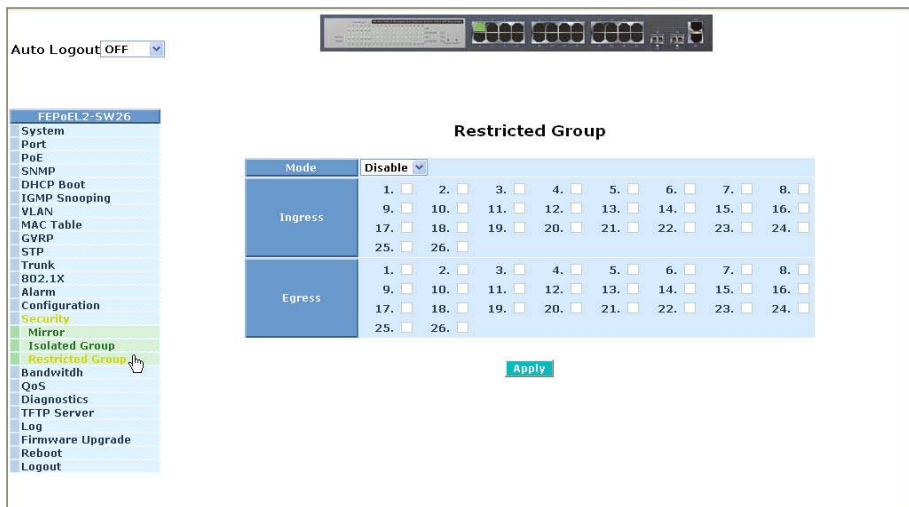 Auto Logout OFF
FEPoEL2-SW26
System
Port
PoE
SNMP
DHCP Boot
IGMP Snooping
VLAN
MAC Table
GVRP
STP
Trunk
802.1X
Alarm
Configuration
Security
Mirror
Isolated Group
Restricted Group
Bandwitdh
QoS
Diagnostics
TFTP Server
Log
Firmware Upgrade
Reboot
Logout
Restricted Group
Mode Disable
Ingress
1. 2. 3. 4. 5. 6. 7. 8.
9. 10. 11. 12. 13. 14. 15. 16.
17. 18. 19. 20. 21. 22. 23. 24.
25. 26.
Egress
1. 2. 3. 4. 5. 6. 7. 8.
9. 10. 11. 12. 13. 14. 15. 16.
17. 18. 19. 20. 21. 22. 23. 24.
25. 26.
Apply